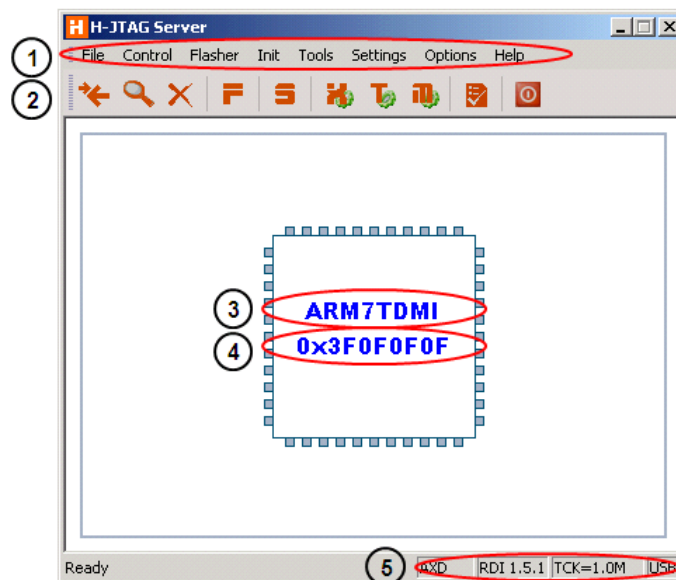 H-JTAG Server
1
File Control Flasher Init Tools Settings Options Help
2
3
ARM7TDMI
4
0x3F0F0F0F
Ready
5
AXD RDI 1.5.1 TCK=1.0M USB